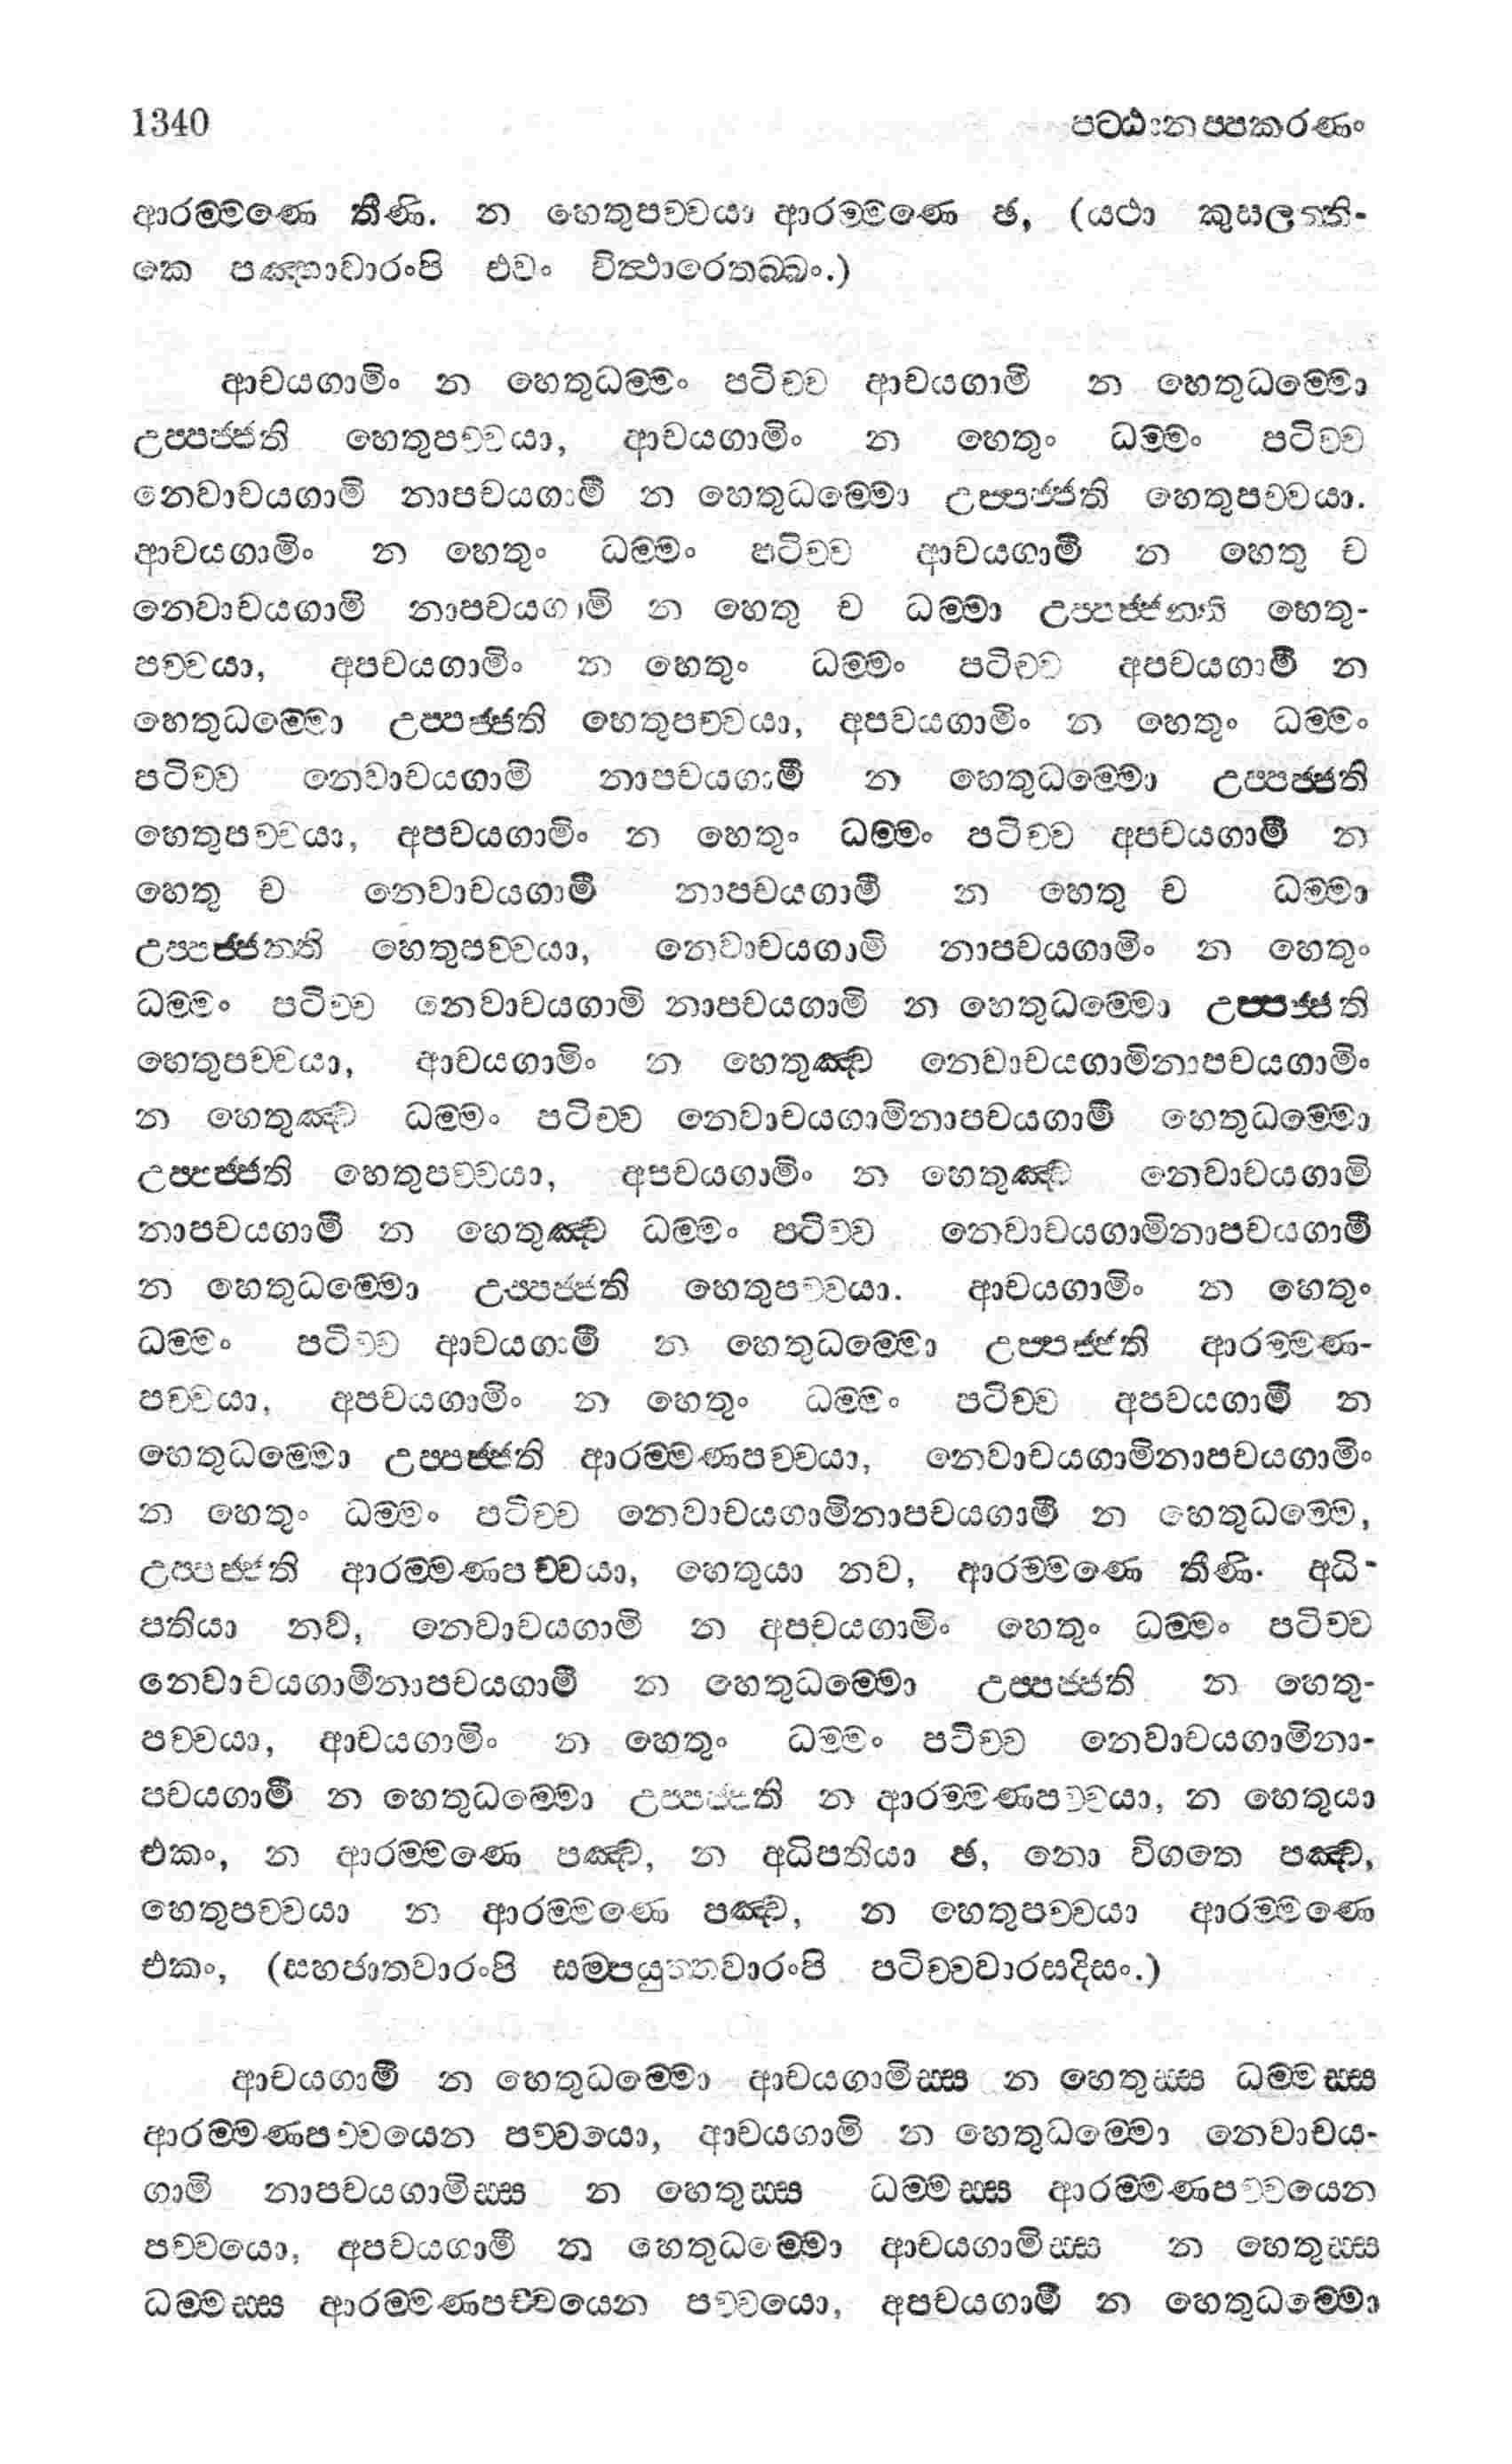 1340 පට්ඨානප්පකරණං
ආරම්මණෙ තීණි. න හෙතුපච්චයා ආරම්මණෙ ඡ, (යථා කුසලත්ති-
කෙ පඤ්හාවාරංපි එවං විත්ථාරෙතබ්බං.)
ආචයගාමිං න හෙතුධම්මං පටිච්ච ආචයගාමී න හෙතුධම්මො
උප්පජ්ජති හෙතුපච්චයා, ආචයගාමිං න හෙතුං ධම්මං පටිච්ච
නෙවාචයගාමි නාපචයගාමී න හෙතුධම්මො උප්පජ්ජති හෙතුපච්චයා.
ආචයගාමිං න හෙතුං ධම්මං පටිච්ච ආචයගාමී න හෙතු ච
නෙවාචයගාමි නාපචයගාමි න හෙතු ච ධම්මා උප්පජ්ජන්ති හෙතු-
පච්චයා, අපචයගාමිං න හෙතුං ධම්මං පටිච්ච අපචයගාමී න
හෙතුධම්මො උප්පජ්ජති හෙතුපච්චයා, අපචයගාමිං න හෙතුං ධම්මං
පටිච්ච නෙවාචයගාමි නාපචයගාමී න හෙතුධම්මො උප්පජ්ජති
හෙතුපච්චයා, අපචයගාමිං න හෙතුං ධම්මං පටිච්ච අපචයගාමී න
හෙතු ච නෙවාචයගාමී නාපචයගාමී න හෙතු ච ධම්මා
උප්පජ්ජන්ති හෙතුපච්චයා, නෙවාචයගාමි නාපචයගාමිං න හෙතුං
ධම්මං පටිච්ච නෙවාචයගාමි නාපචයගාමි න හෙතුධම්මො උප්පජ්ජති
හෙතුපච්චයා, ආචයගාමිං න හෙතුඤ්ච නෙවාචයගාමිනාපචයගාමිං
න හෙතුඤ්ච ධම්මං පටිච්ච නෙවාචයගාමිනාපචයගාමී හෙතුධම්මො
උප්පජ්ජති හෙතුපච්චයා, අපචයගාමිං න හෙතුඤ්ච නෙවාචයගාමි
නාපචයගාමී න හෙතුඤ්ච ධම්මං පටිච්ච නෙවාචයගාමිනාපචයගාමී
න හෙතුධම්මො උප්පජ්ජති හෙතුපච්චයා. ආචයගාමිං න හෙතුං
ධම්මං පටිච්ච ආචයගාමී න හෙතුධම්මො උප්පජ්ජති ආරම්මණ-
පච්චයා, අපචයගාමිං න හෙතුං ධම්මං පටිච්ච අපචයගාමී න
හෙතුධම්මො උප්පජ්ජති ආරම්මණපච්චයා, නෙවාචයගාමිනාපචයගාමිං
න හෙතුං ධම්මං පටිච්ච නෙවාචයගාමිනාපචයගාමී න හෙතුධම්මෙ,
උප්පජ්ජති ආරම්මණපච්චයා, හෙතුයා නව, ආරම්මණෙ තීණි. අධි-
පතියා නව, නෙවාචයගාමි න අපචයගාමිං හෙතුං ධම්මං පටිච්ච
නෙවාචයගාමිනාපචයගාමී න හෙතුධම්මො උප්පජ්ජති න හෙතු-
පච්චයා, ආචයගාමිං න හෙතුං ධම්මං පටිච්ච නෙවාචයගාමිනා-
පචයගාමී න හෙතුධම්මො උප්පජ්ජති න ආරම්මණපච්චයා, න හෙතුයා
එකං, න ආරම්මණෙ පඤ්ච, න අධිපතියා ඡ, නො විගතෙ පඤ්ච,
හෙතුපච්චයා න ආරම්මණෙ පඤ්ච, න හෙතුපච්චයා ආරම්මණෙ
එකං, (සහජාතවාරංපි සම්පයුත්තවාරංපි පටිච්චවාරසදිසං.)
ආචයගාමී න හෙතුධම්මො ආචයගාමිස්ස න හෙතුස්ස ධම්මස්ස
ආරම්මණපච්චයෙන පච්චයො, ආචයගාමි න හෙතුධම්මො නෙවාචය-
ගාමි නාපචයගාමිස්ස න හෙතුස්ස ධම්මස්ස ආරම්මණපච්චයෙන
පච්චයො, අපචයගාමී න හෙතුධම්මො ආචයගාමිස්ස න හෙතුස්ස
ධම්මස්ස ආරම්මණපච්චයෙන පච්චයො, අපචයගාමී න හෙතුධම්මො